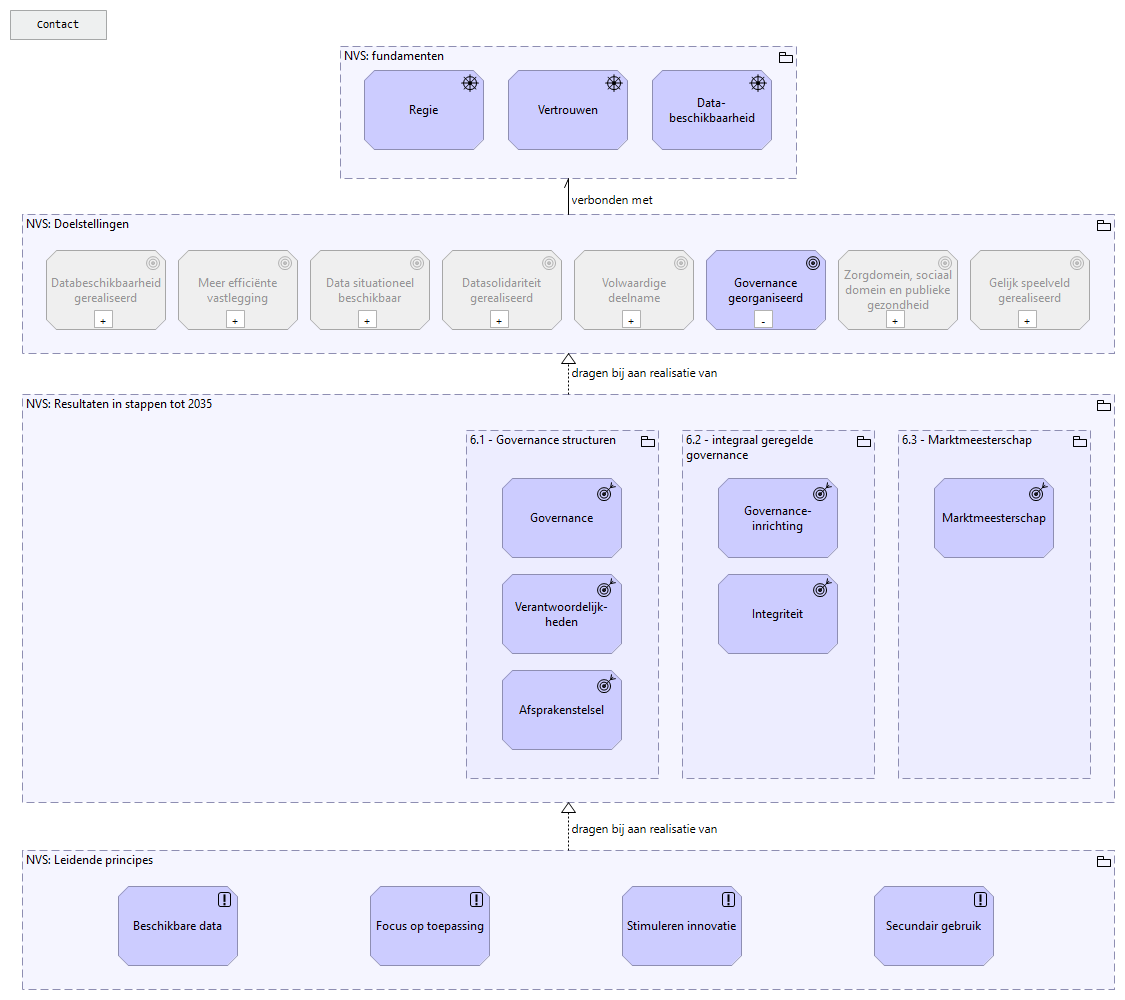 Contact
NVS: fundamenten
Regie
Vertrouwen
Data-
beschikbaarheid
verbonden met
NVS: Doelstellingen
Databeschikbaarheid
gerealiseerd
+
Meer efficiënte
vastlegging
+
Data situationeel
beschikbaar
+
Datasolidariteit
gerealiseerd
+
Volwaardige
deelname
+
Governance
georganiseerd
-
Zorgdomein, sociaal
domein en publieke
gezondheid
+
Gelijk speelveld
gerealiseerd
+
dragen bij aan realisatie van
NVS: Resultaten in stappen tot 2035
6.1 - Governance structuren
Governance
Verantwoordelijk-
heden
Afsprakenstelsel
6.2 - integraal geregelde
governance
Governance-
inrichting
Integriteit
6.3 - Marktmeesterschap
Marktmeesterschap
dragen bij aan realisatie van
NVS: Leidende principes
Beschikbare data
Focus op toepassing
Stimuleren innovatie
Secundair gebruik